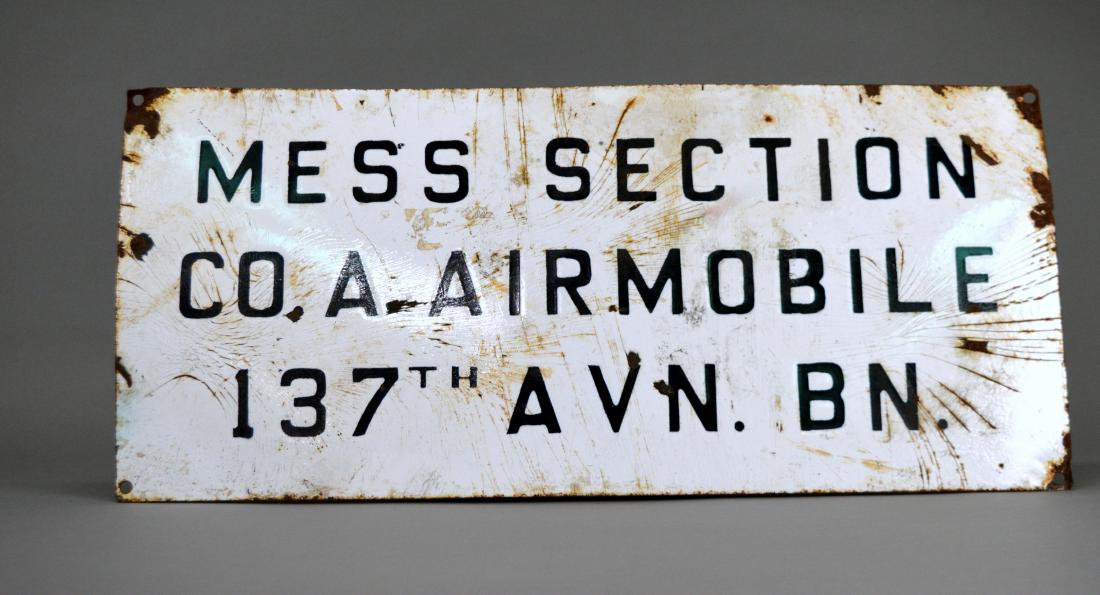 MESS SECTION
CO. A AIRMOBILE
137TH AVN. BN.